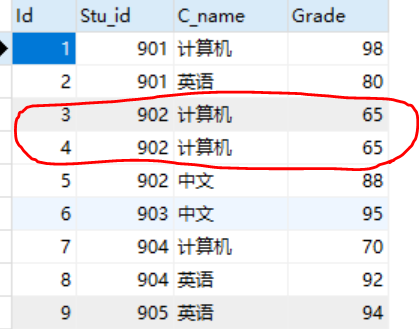 Id Stu_id C_name Grade
1 901 计算机 98
2 901 英语 80
3 902 计算机 65
4 902 计算机 65
5 902 中文 88
6 903 中文 95
7 904 计算机 70
8 904 英语 92
9 905 英语 94